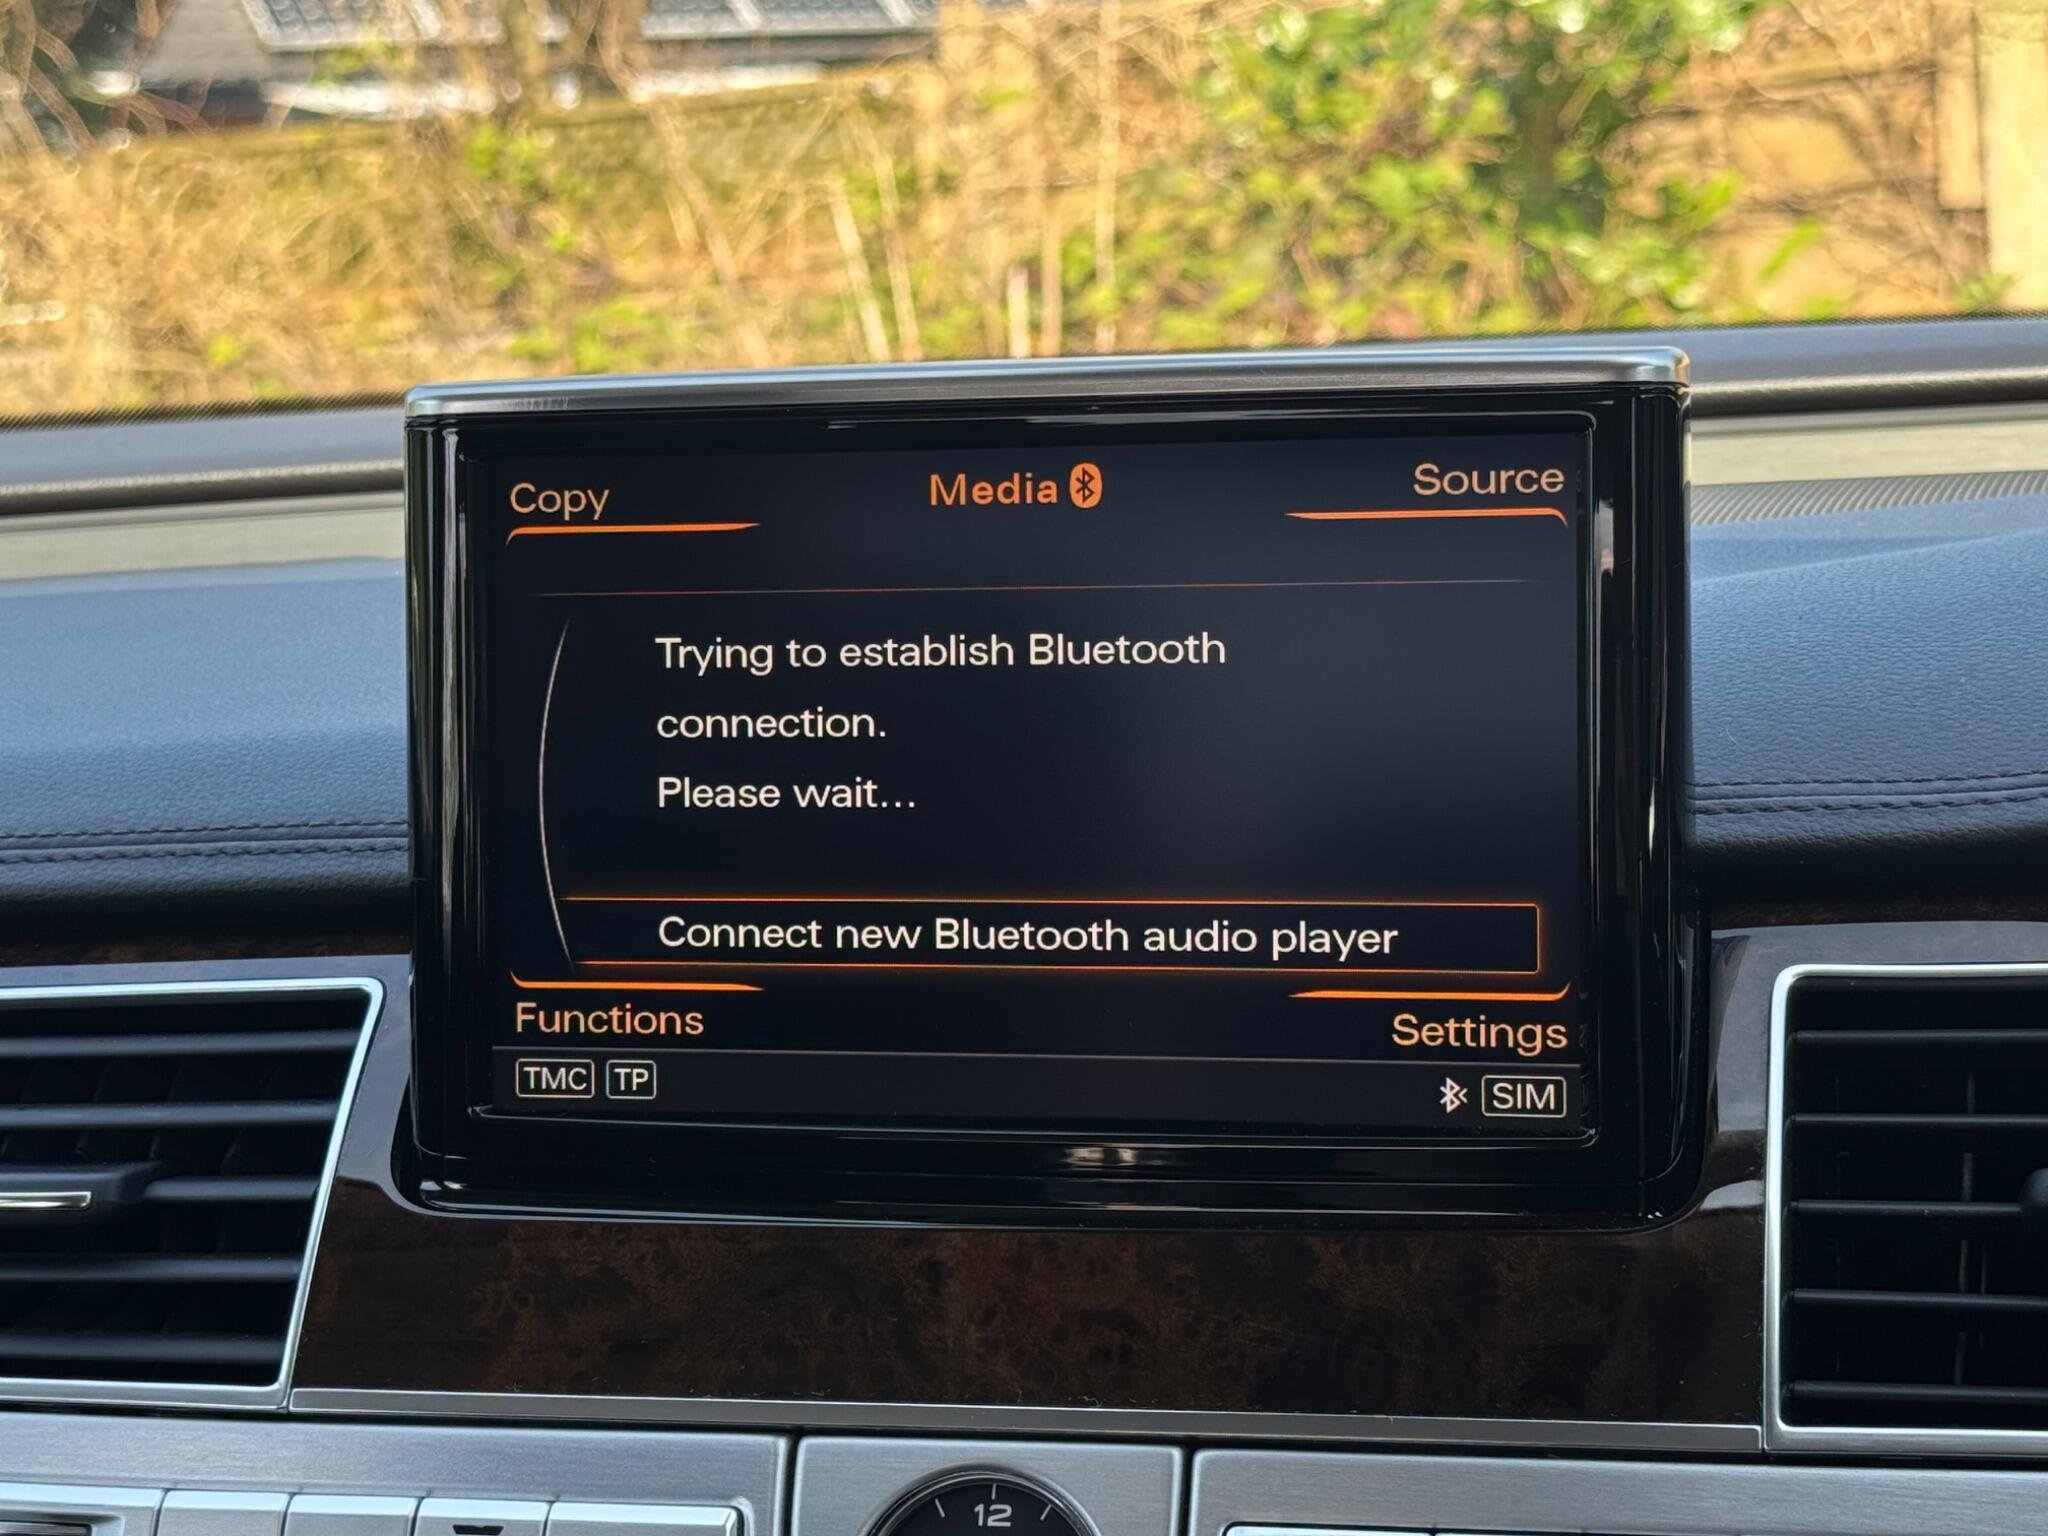 Copy
Media
Source
Trying to establish Bluetooth
connection.
Please wait...
Connect new Bluetooth audio player
Functions
Settings
TMC TP
SIM
12